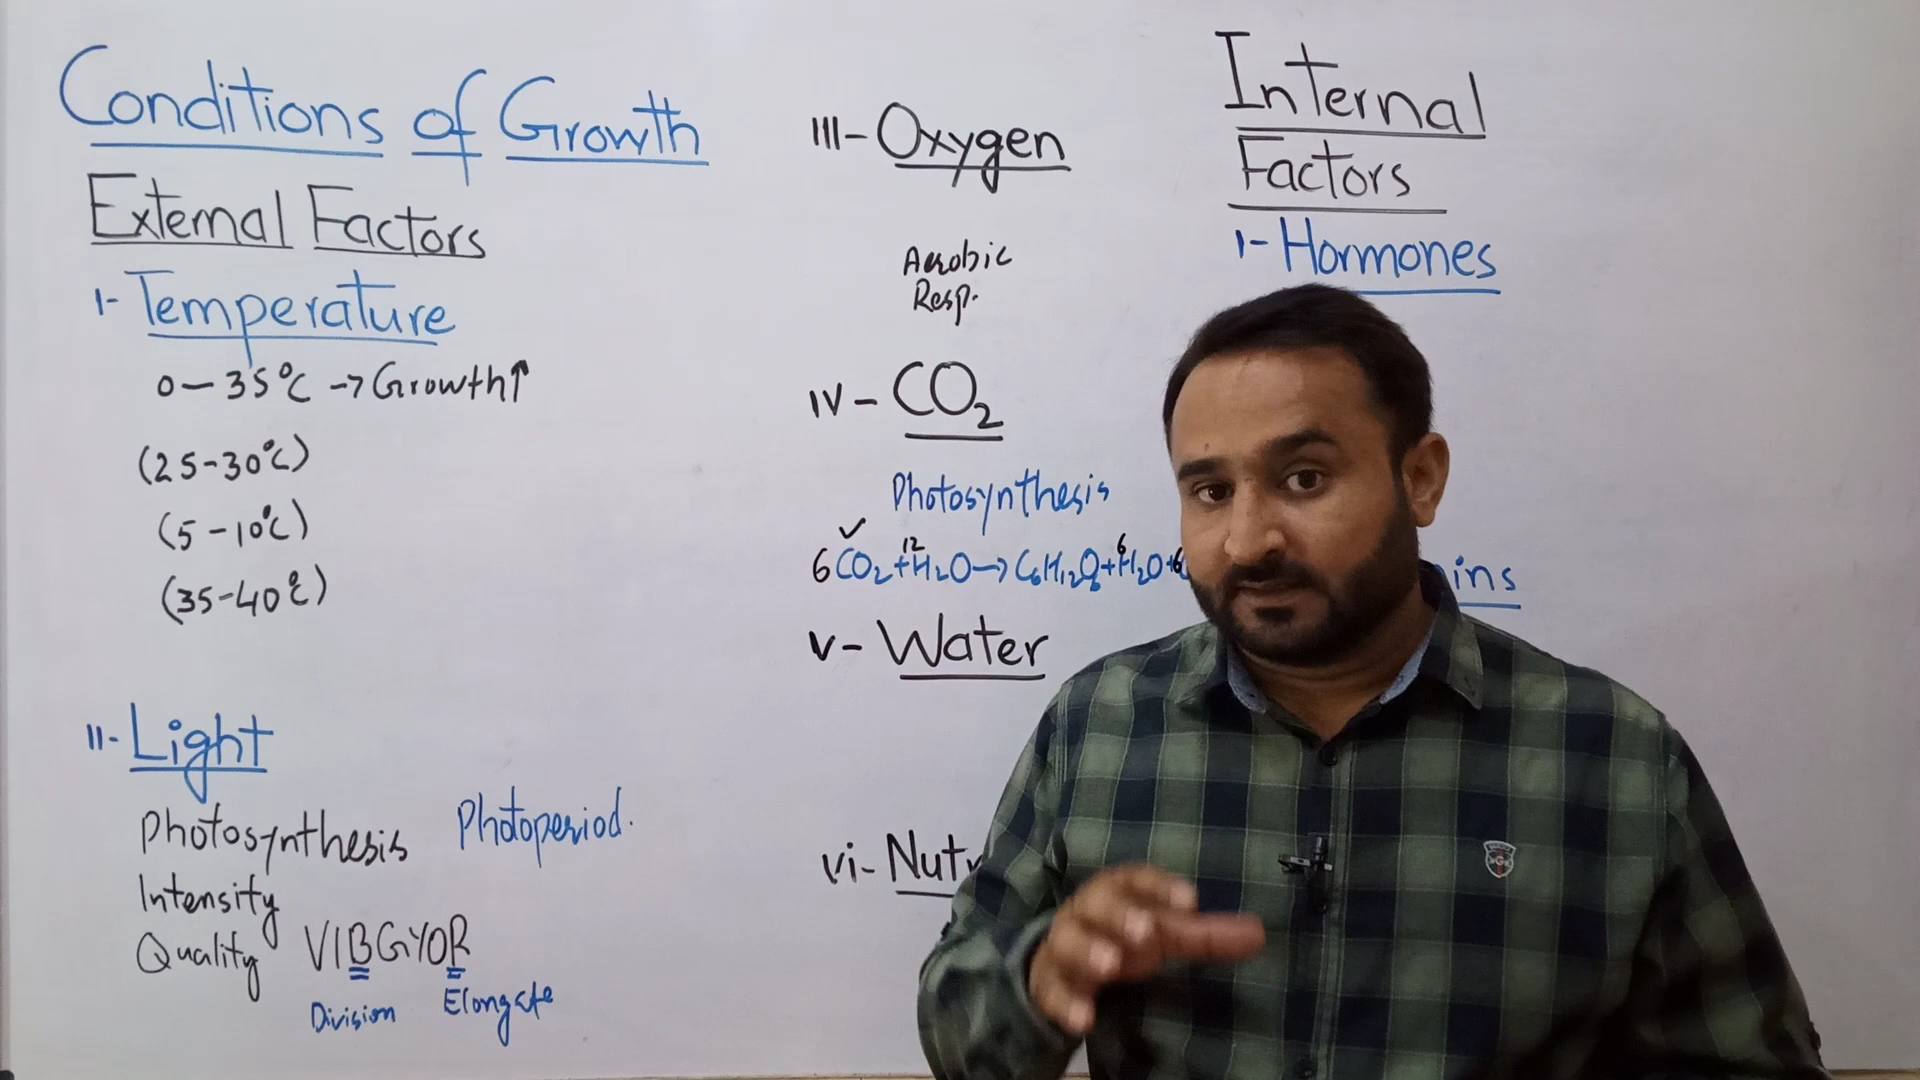 Conditions of Growth
External Factors
I- Temperature
0 — 35°C → Growth↑
(25-30°C)
(5-10°C)
(35-40°C)
II- Light
Photosynthesis Photoperiod.
Intensity
Quality VIBGYOR
Division Elongate
III- Oxygen
Aerobic
Resp.
IV- CO₂
Photosynthesis
✓
6CO₂+12H₂O→C₆H₁₂O₆+6H₂O+6
V- Water
vi- Nutr
Internal
Factors
1- Hormones
ins